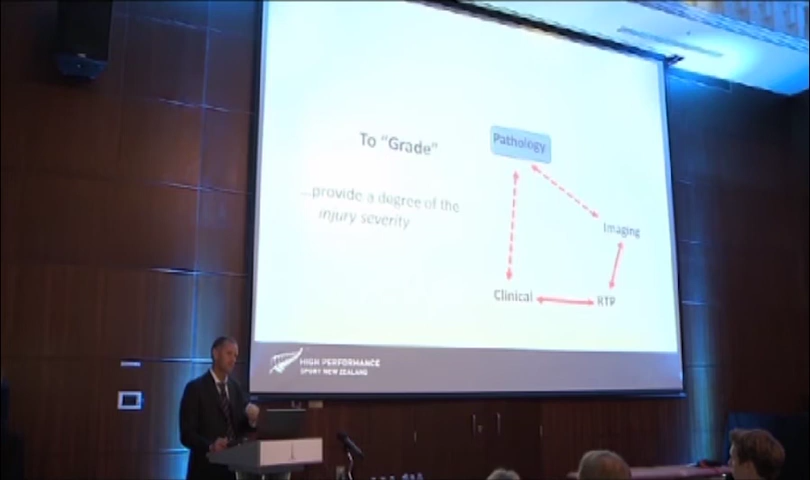 To "Grade"
...provide a degree of the
injury severity
Pathology
Imaging
Clinical
RTP
HIGH PERFORMANCE
SPORT NEW ZEALAND